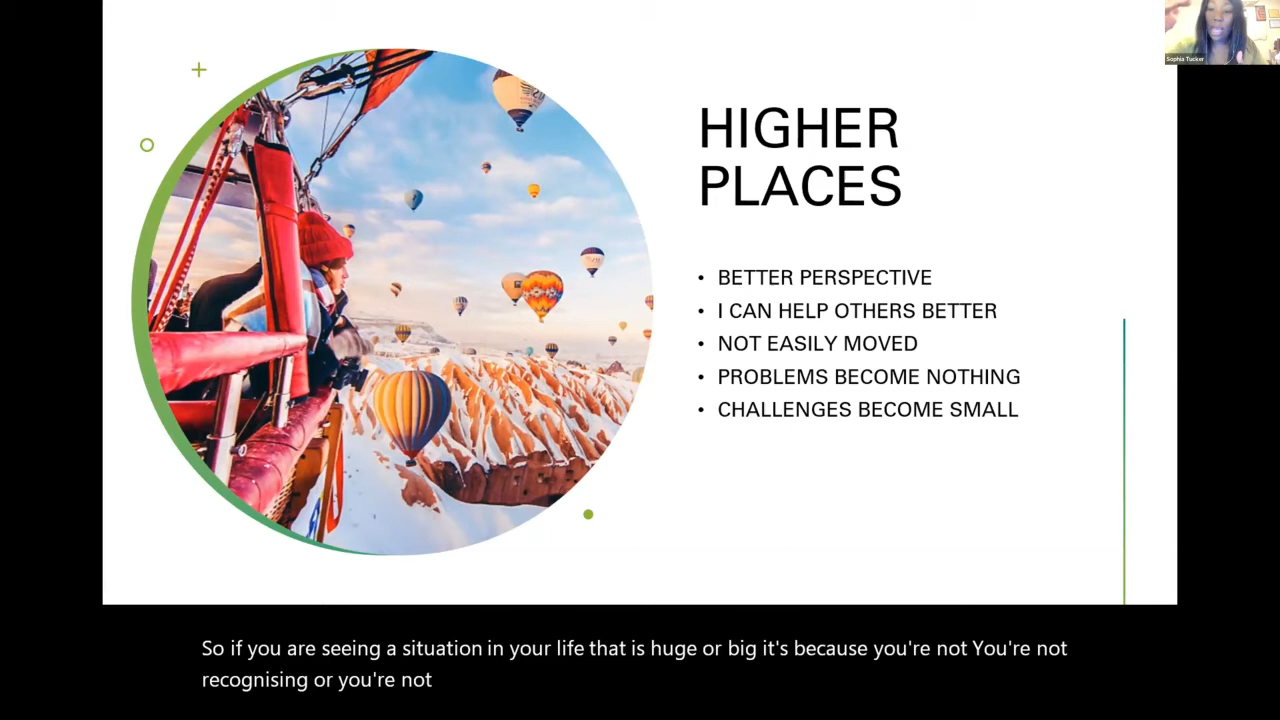 Sophia Tucker
HIGHER
PLACES
• BETTER PERSPECTIVE
• I CAN HELP OTHERS BETTER
• NOT EASILY MOVED
• PROBLEMS BECOME NOTHING
• CHALLENGES BECOME SMALL
So if you are seeing a situation in your life that is huge or big it's because you're not You're not
recognising or you're not